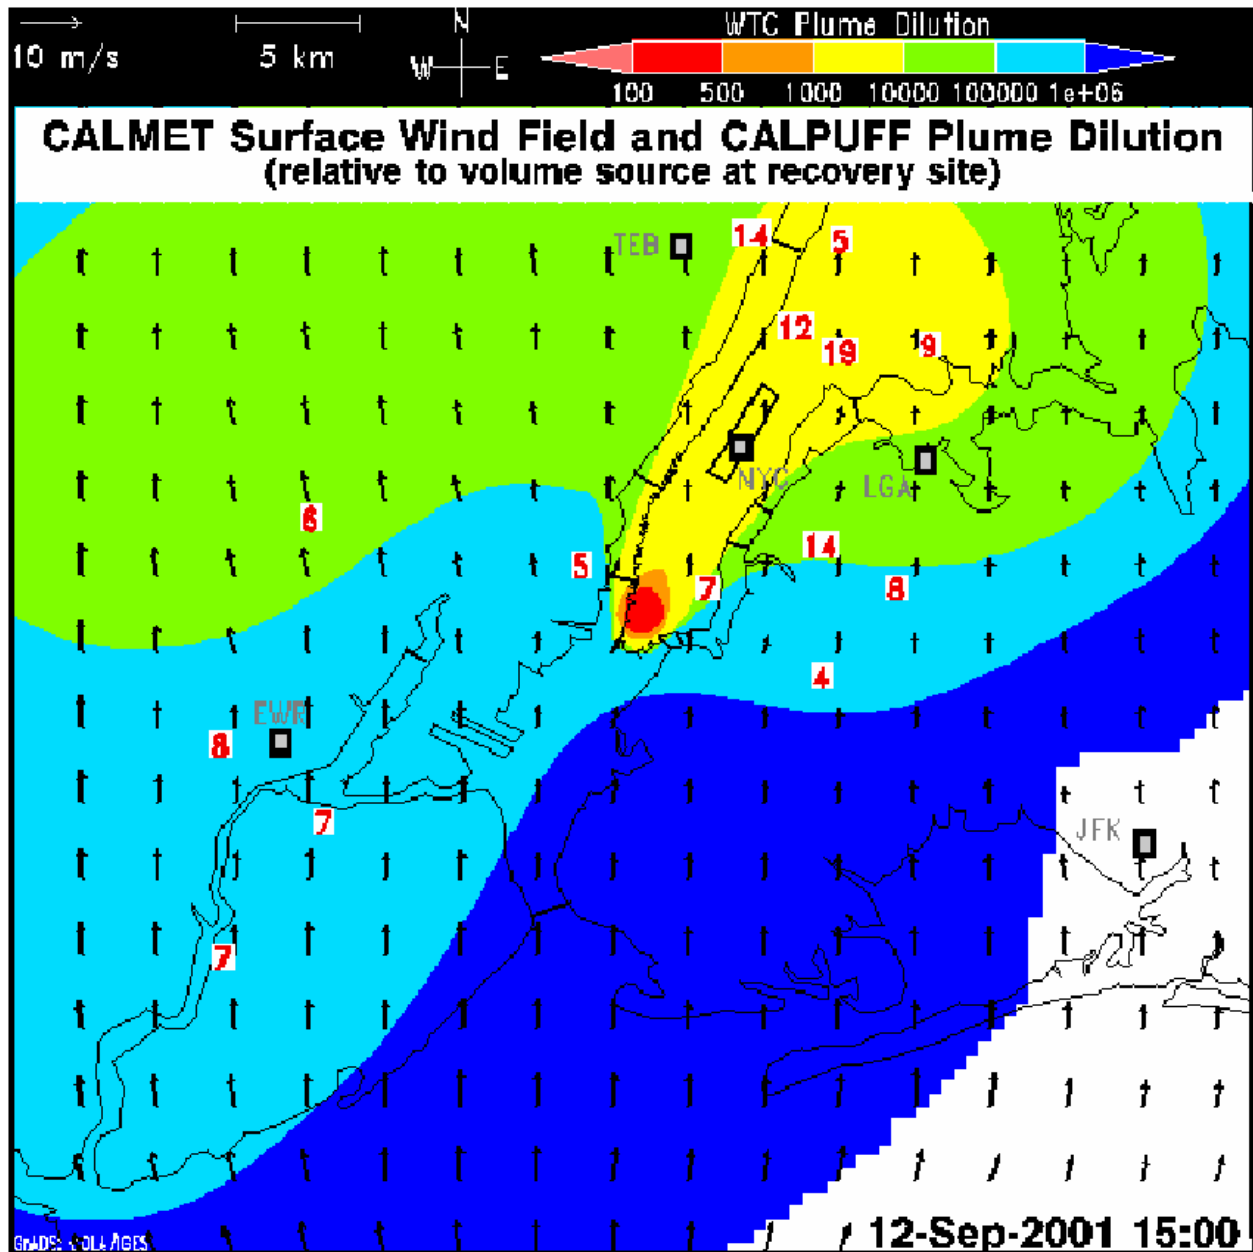 WTC Plume Dilution
10 m/s 5 km N W E
100 500 1000 10000 100000 1e+06
CALMET Surface Wind Field and CALPUFF Plume Dilution
(relative to volume source at recovery site)
TEB 14 5
12 19 9
NYC LGA
6
5 14
7 8
4
EWR
8
7
JFK
7
12-Sep-2001 15:00
GrADS: COLA/IGES